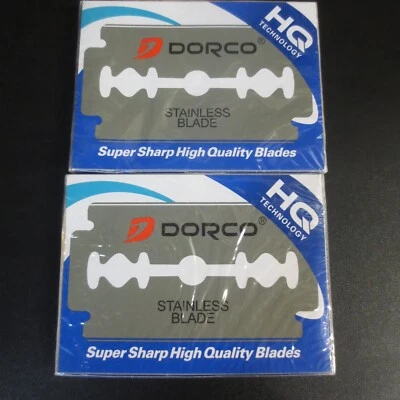 HQ
TECHNOLOGY
DORCO®
STAINLESS
BLADE
Super Sharp High Quality Blades
HQ
TECHNOLOGY
DORCO®
STAINLESS
BLADE
Super Sharp High Quality Blades